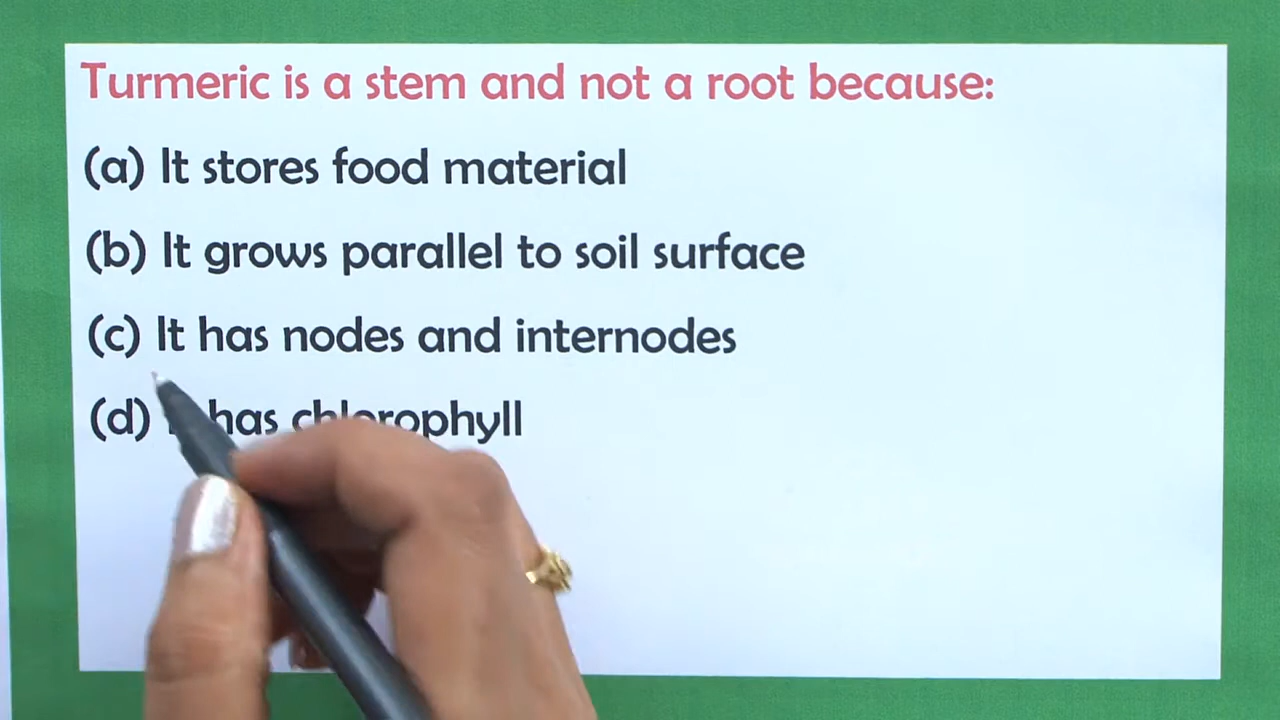 Turmeric is a stem and not a root because:
(a) It stores food material
(b) It grows parallel to soil surface
(c) It has nodes and internodes
(d) has chlorophyll